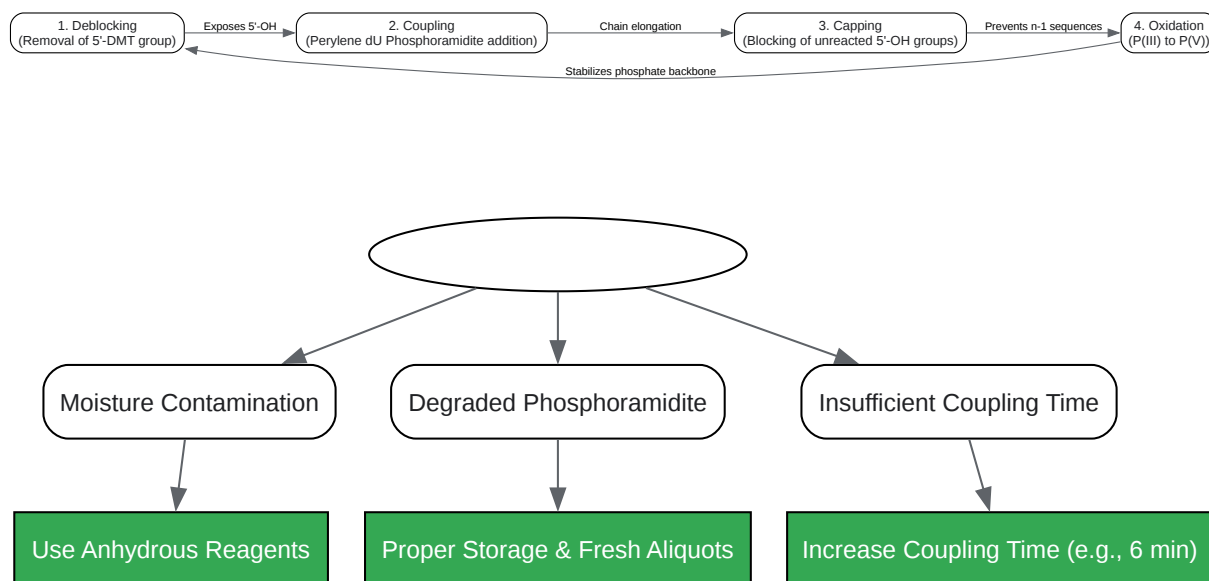 1. Deblocking
(Removal of 5'-DMT group)
Exposes 5'-OH
2. Coupling
(Perylene dU Phosphoramidite addition)
Chain elongation
3. Capping
(Blocking of unreacted 5'-OH groups)
Prevents n-1 sequences
4. Oxidation
(P(III) to P(V))
Stabilizes phosphate backbone
Moisture Contamination
Degraded Phosphoramidite
Insufficient Coupling Time
Use Anhydrous Reagents
Proper Storage & Fresh Aliquots
Increase Coupling Time (e.g., 6 min)